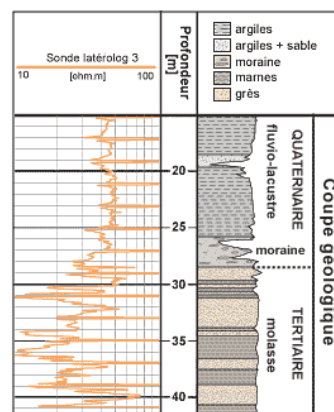 Sonde latérolog 3
10 [ohm.m] 100
Profondeur
[m]
argiles
argiles + sable
moraine
marnes
grès
20
25
30
35
40
fluvio-lacustre
moraine
molasse
QUATERNAIRE
TERTIAIRE
Coupe géologique